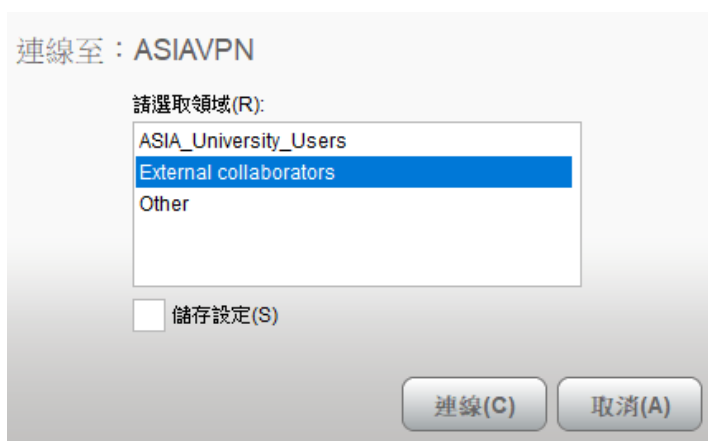 連線至：ASIAVPN
請選取領域(R):
ASIA_University_Users
External collaborators
Other
儲存設定(S)
連線(C) 取消(A)